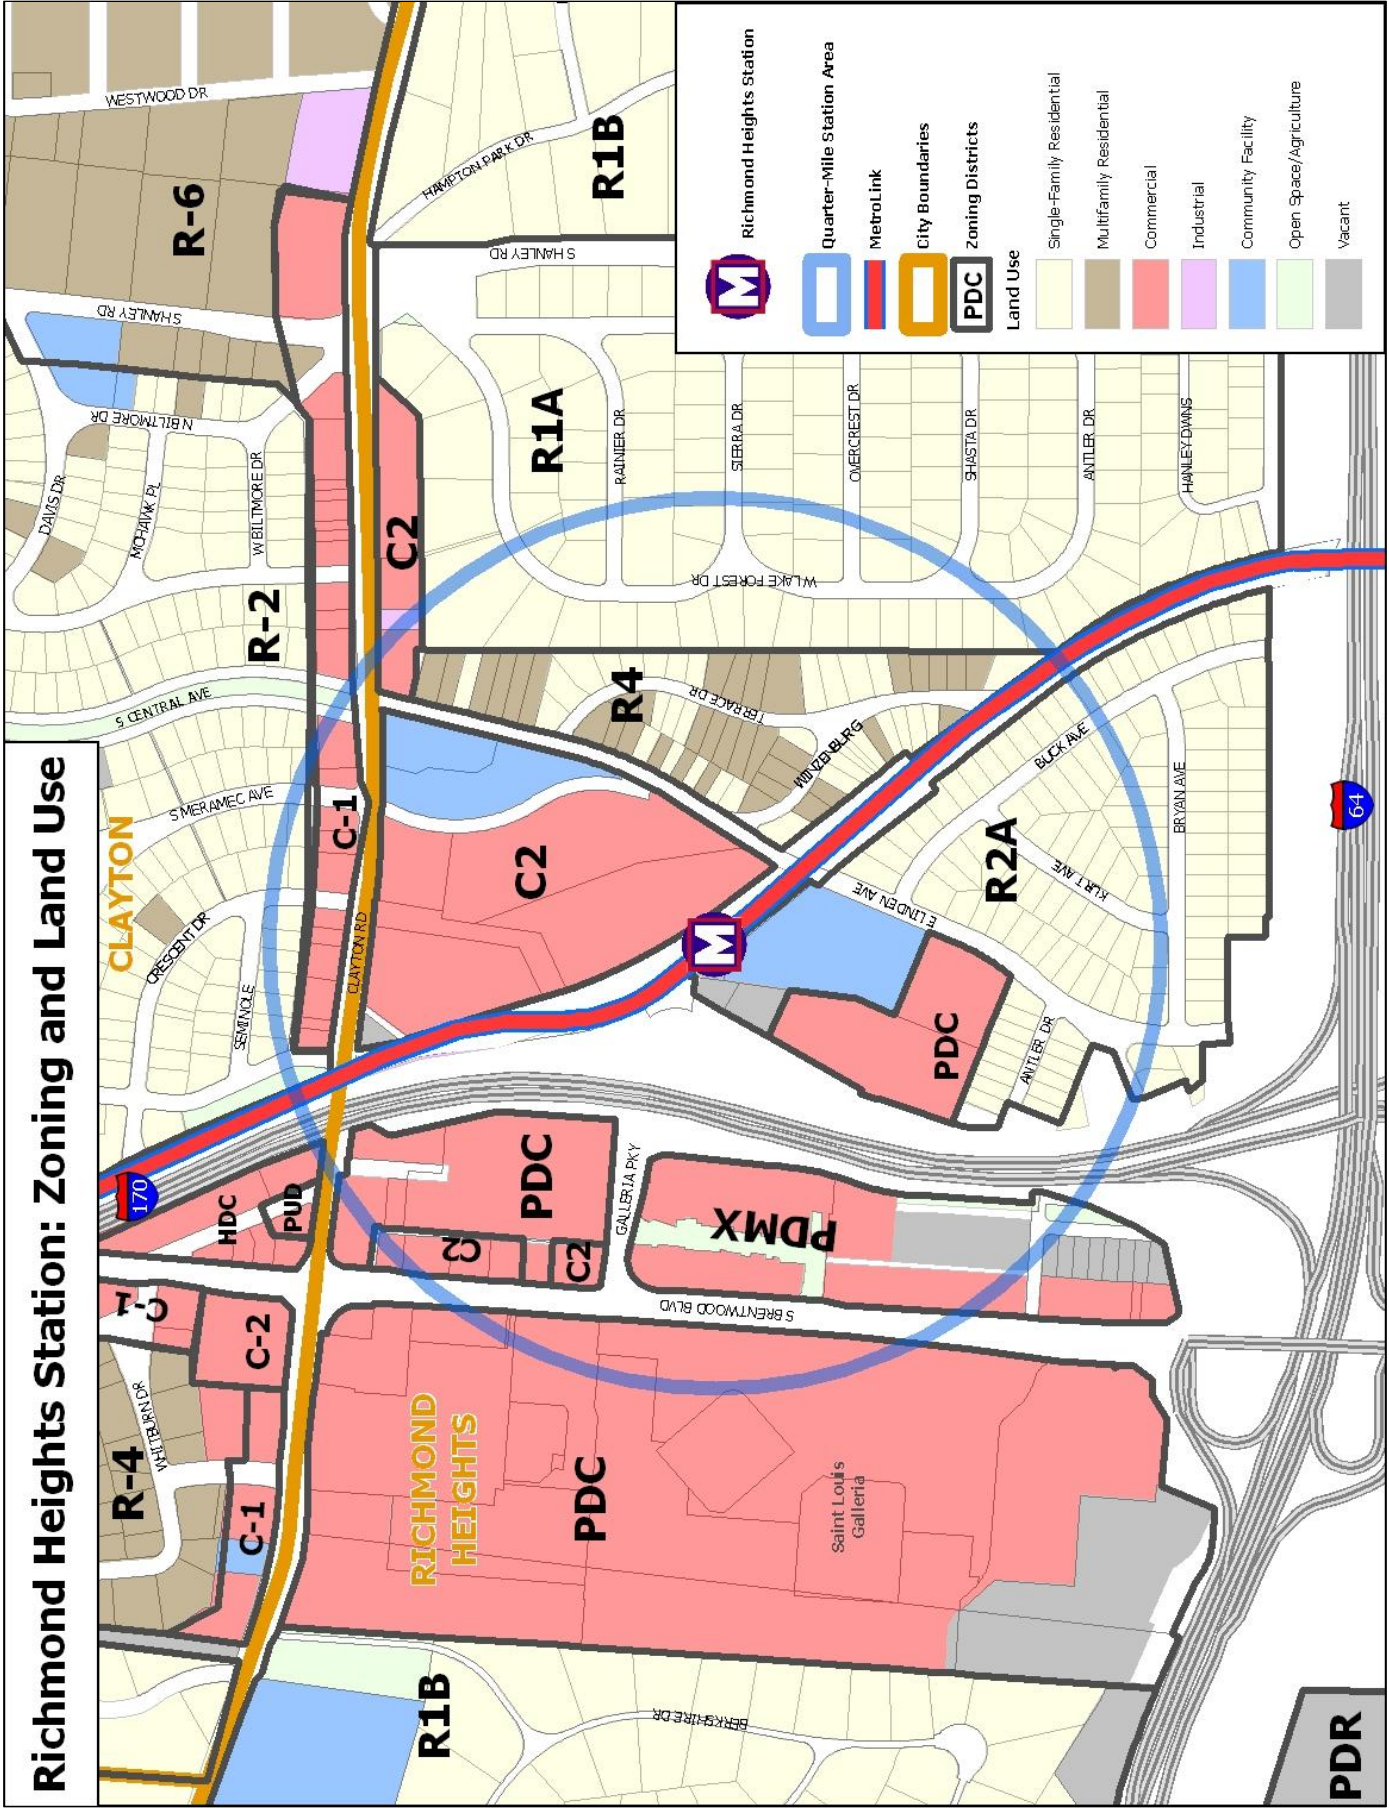 Richmond Heights Station: Zoning and Land Use
170
CLAYTON
CRESCENT DR
SEMINOLE
S MERAMEC AVE
S CENTRAL AVE
DAVIS DR
MOHAWK PL
W BILTMORE DR
N BILTMORE DR
S HANLEY RD
WESTWOOD DR
R-6
R-2
C-1
HDC
PUD
C-1
C-2
R-4
WHITBURN DR
C-1
CLAYTON RD
C2
HAMPTON PARK DR
R1B
S HANLEY RD
R1A
RAINIER DR
SIERRA DR
OVERCREST DR
SHASTA DR
ANTLER DR
HANLEY DWNS
W LAKE FOREST DR
R4
TERRACE DR
WINZENBURG
C2
M
E LINDEN AVE
BUCK AVE
KURT AVE
BRYAN AVE
R2A
ANTLER DR
PDC
PDC
C2
C2
GALLERIA PKY
PDMX
S BRENTWOOD BLVD
RICHMOND
HEIGHTS
PDC
Saint Louis
Galleria
R1B
BERKSHIRE DR
PDR
64
M
Richmond Heights Station
Quarter-Mile Station Area
MetroLink
City Boundaries
PDC
Zoning Districts
Land Use
Single-Family Residential
Multifamily Residential
Commercial
Industrial
Community Facility
Open Space/Agriculture
Vacant